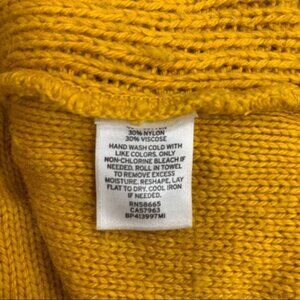 30% NYLON
30% VISCOSE
HAND WASH COLD WITH
LIKE COLORS. ONLY
NON-CHLORINE BLEACH IF
NEEDED. ROLL IN TOWEL
TO REMOVE EXCESS
MOISTURE. RESHAPE, LAY
FLAT TO DRY. COOL IRON
IF NEEDED.
RN58665
CA57963
BP413997MI